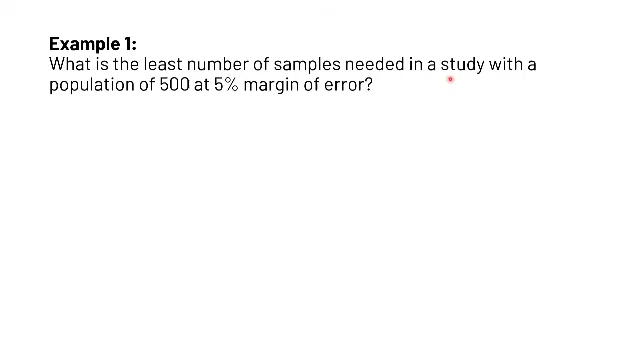 Example 1:
What is the least number of samples needed in a study with a
population of 500 at 5% margin of error?